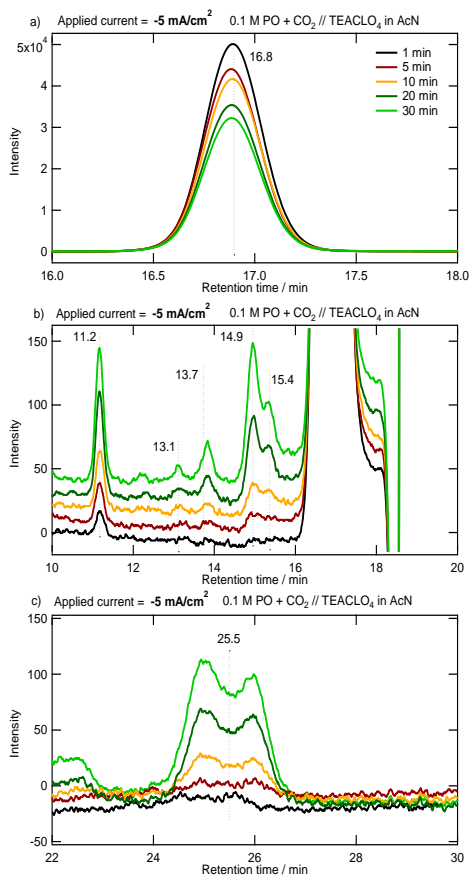 a) Applied current = -5 mA/cm2 0.1 M PO + CO2 // TEACLO4 in AcN
5x10^4
4
3
2
1
0
Intensity
16.8
1 min
5 min
10 min
20 min
30 min
16.0 16.5 17.0 17.5 18.0
Retention time / min
b) Applied current = -5 mA/cm2 0.1 M PO + CO2 // TEACLO4 in AcN
150
100
50
0
Intensity
11.2
13.1
13.7
14.9
15.4
10 12 14 16 18 20
Retention time / min
c) Applied current = -5 mA/cm2 0.1 M PO + CO2 // TEACLO4 in AcN
150
100
50
0
-50
Intensity
25.5
22 24 26 28 30
Retention time / min